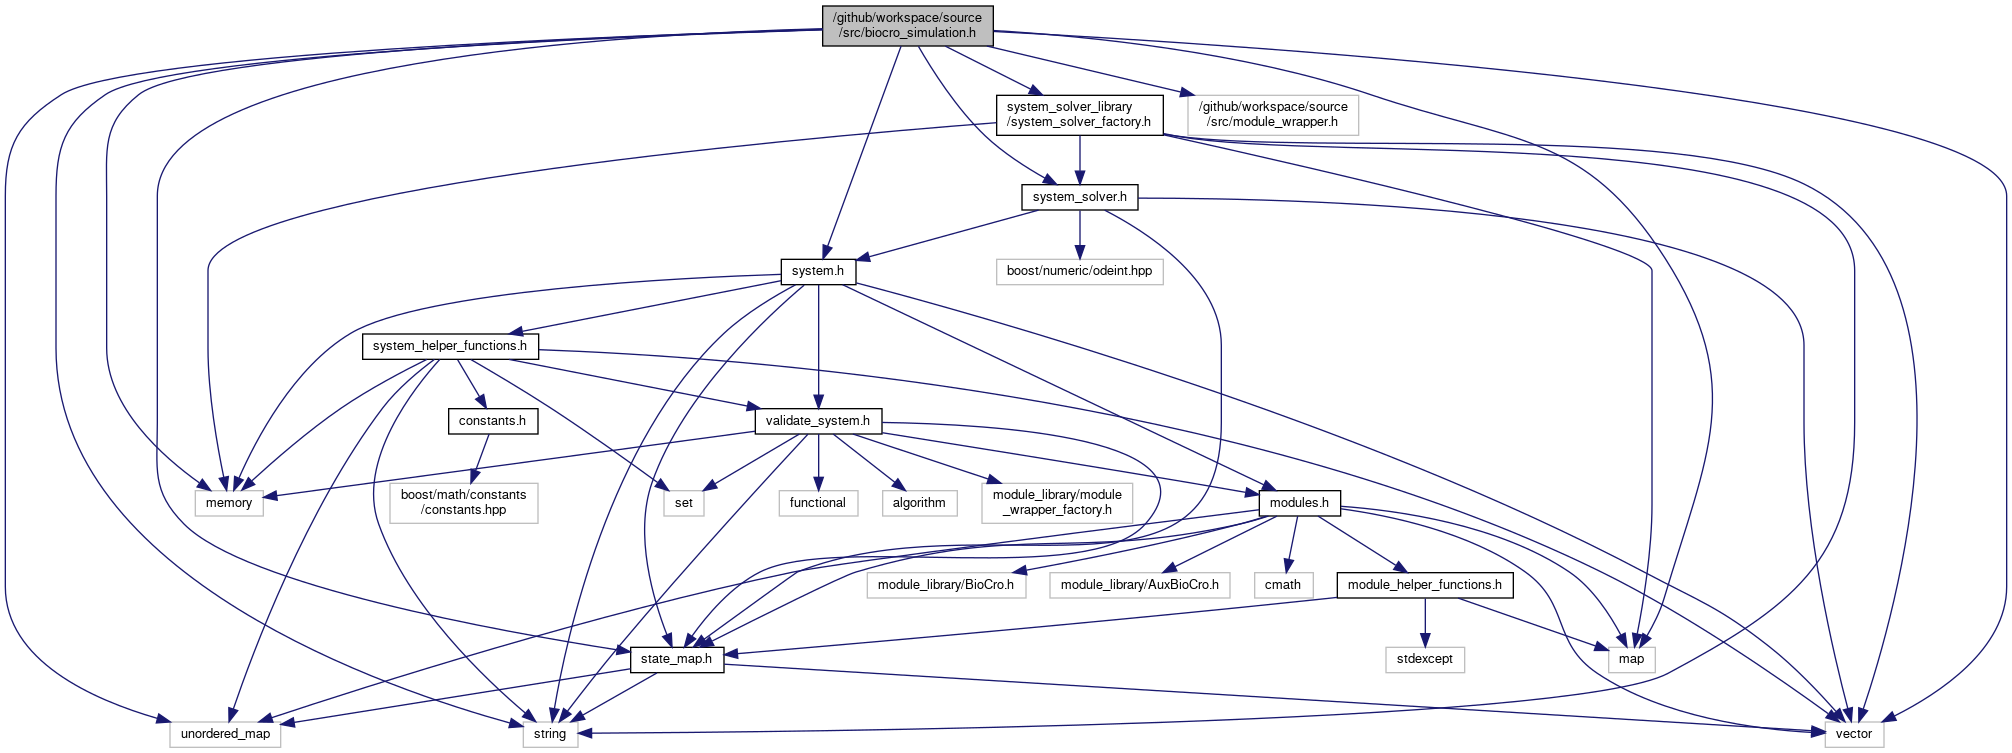 /github/workspace/source
/src/biocro_simulation.h
system_solver_library
/system_solver_factory.h
/github/workspace/source
/src/module_wrapper.h
system_solver.h
system.h
boost/numeric/odeint.hpp
system_helper_functions.h
constants.h
validate_system.h
memory
boost/math/constants
/constants.hpp
set
functional
algorithm
module_library/module
_wrapper_factory.h
modules.h
module_library/BioCro.h
module_library/AuxBioCro.h
cmath
module_helper_functions.h
state_map.h
stdexcept
map
unordered_map
string
vector